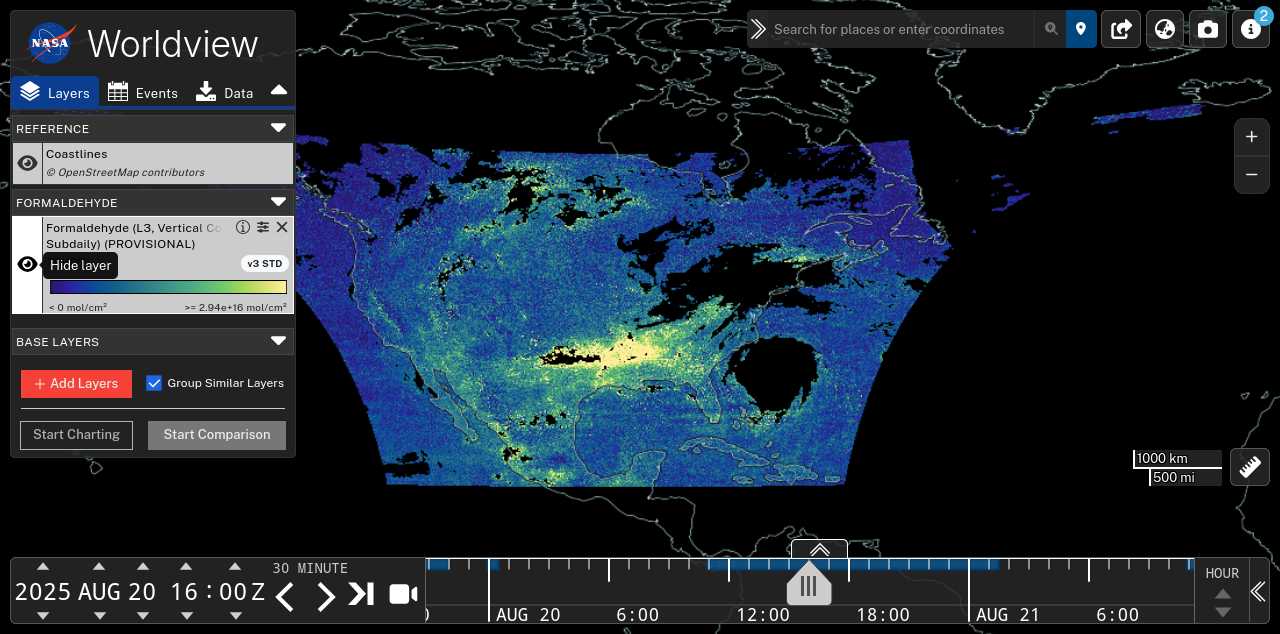 NASA
Worldview
Layers
Events
Data
REFERENCE
Coastlines
© OpenStreetMap contributors
FORMALDEHYDE
Formaldehyde (L3, Vertical Co
Subdaily) (PROVISIONAL)
Hide layer
v3 STD
< 0 mol/cm²
>= 2.94e+16 mol/cm²
BASE LAYERS
+ Add Layers
Group Similar Layers
Start Charting
Start Comparison
Search for places or enter coordinates
2
+
−
1000 km
500 mi
2025 AUG 20 16 : 00 Z
30 MINUTE
AUG 20
6:00
12:00
18:00
AUG 21
6:00
HOUR